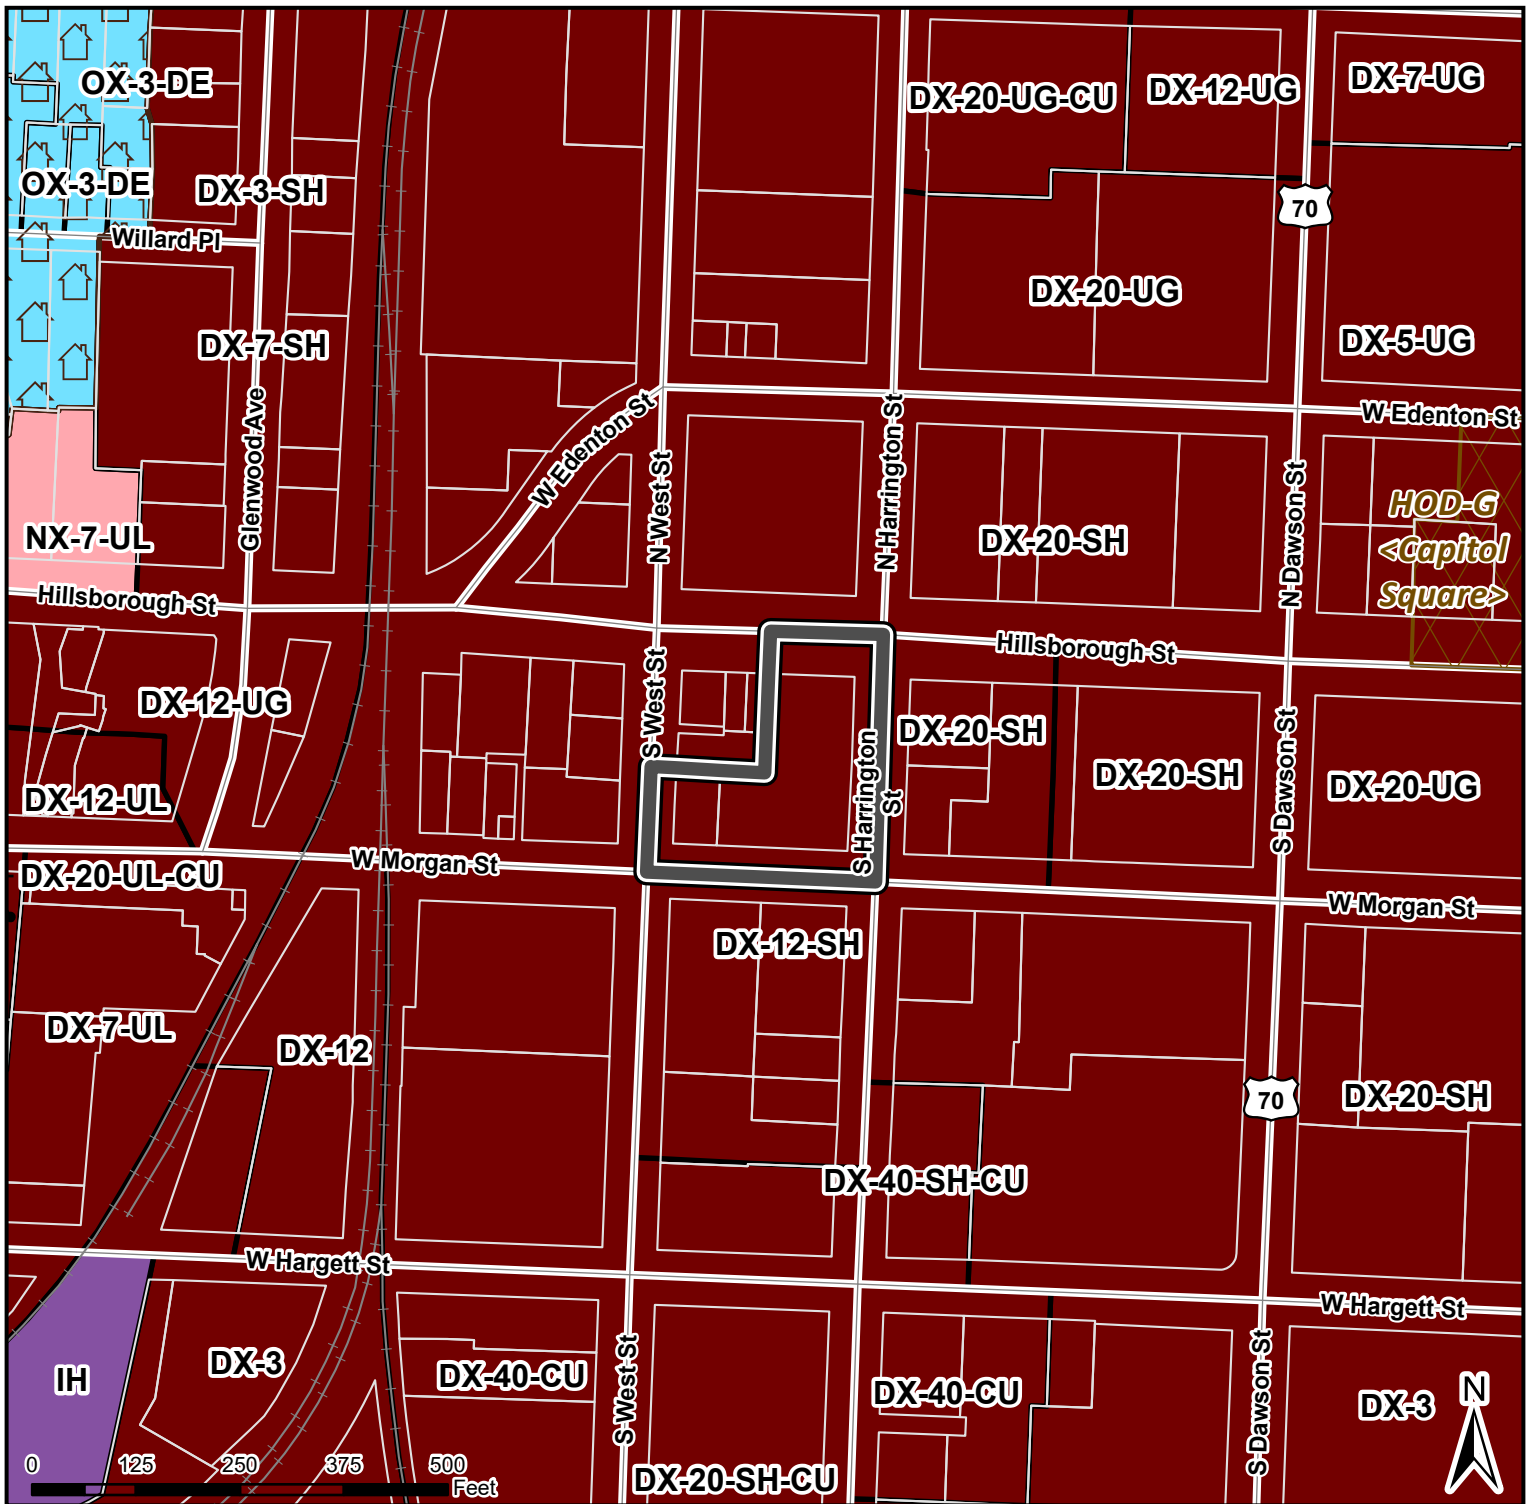 OX-3-DE
DX-20-UG-CU
DX-12-UG
DX-7-UG
OX-3-DE
DX-3-SH
70
Willard Pl
DX-20-UG
DX-7-SH
DX-5-UG
Glenwood Ave
W Edenton St
W Edenton St
N West St
N Harrington St
N Dawson St
HOD-G
<Capitol
Square>
NX-7-UL
DX-20-SH
Hillsborough St
Hillsborough St
S West St
DX-12-UG
DX-20-SH
DX-20-SH
DX-20-UG
S Harrington
St
S Dawson St
DX-12-UL
W Morgan St
DX-20-UL-CU
W Morgan St
DX-12-SH
DX-7-UL
DX-12
70
DX-20-SH
DX-40-SH-CU
W Hargett St
W Hargett St
IH
DX-3
DX-40-CU
S West St
DX-40-CU
S Dawson St
DX-3
N
0 125 250 375 500
Feet
DX-20-SH-CU